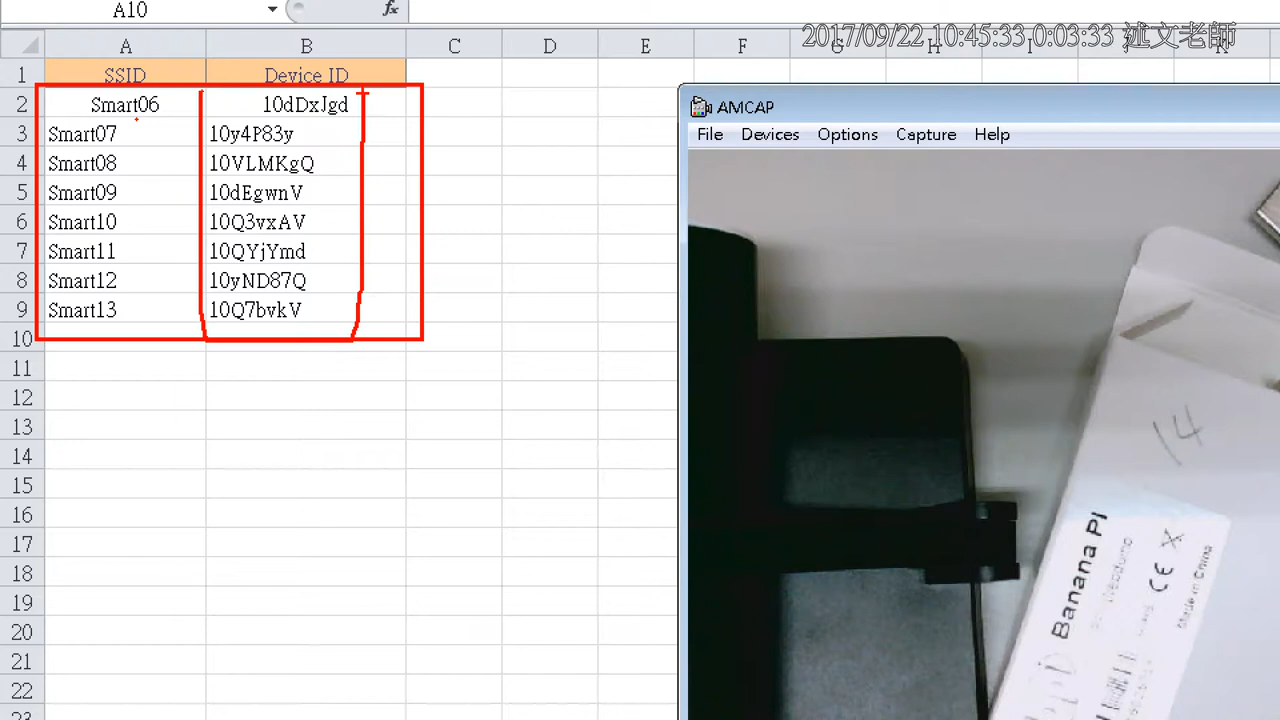 A10
fx
2017/09/22 10:45:33 0:03:33 述文老師
A B C D E F G H I J K
1 SSID Device ID
2 Smart06 10dDxJgd
3 Smart07 10y4P83y
4 Smart08 10VLMKgQ
5 Smart09 10dEgwnV
6 Smart10 10Q3vxAV
7 Smart11 10QYjYmd
8 Smart12 10yND87Q
9 Smart13 10Q7bvkV
10
11
12
13
14
15
16
17
18
19
20
21
22
23
AMCAP
File Devices Options Capture Help
14
Banana PI
CE
Made in China